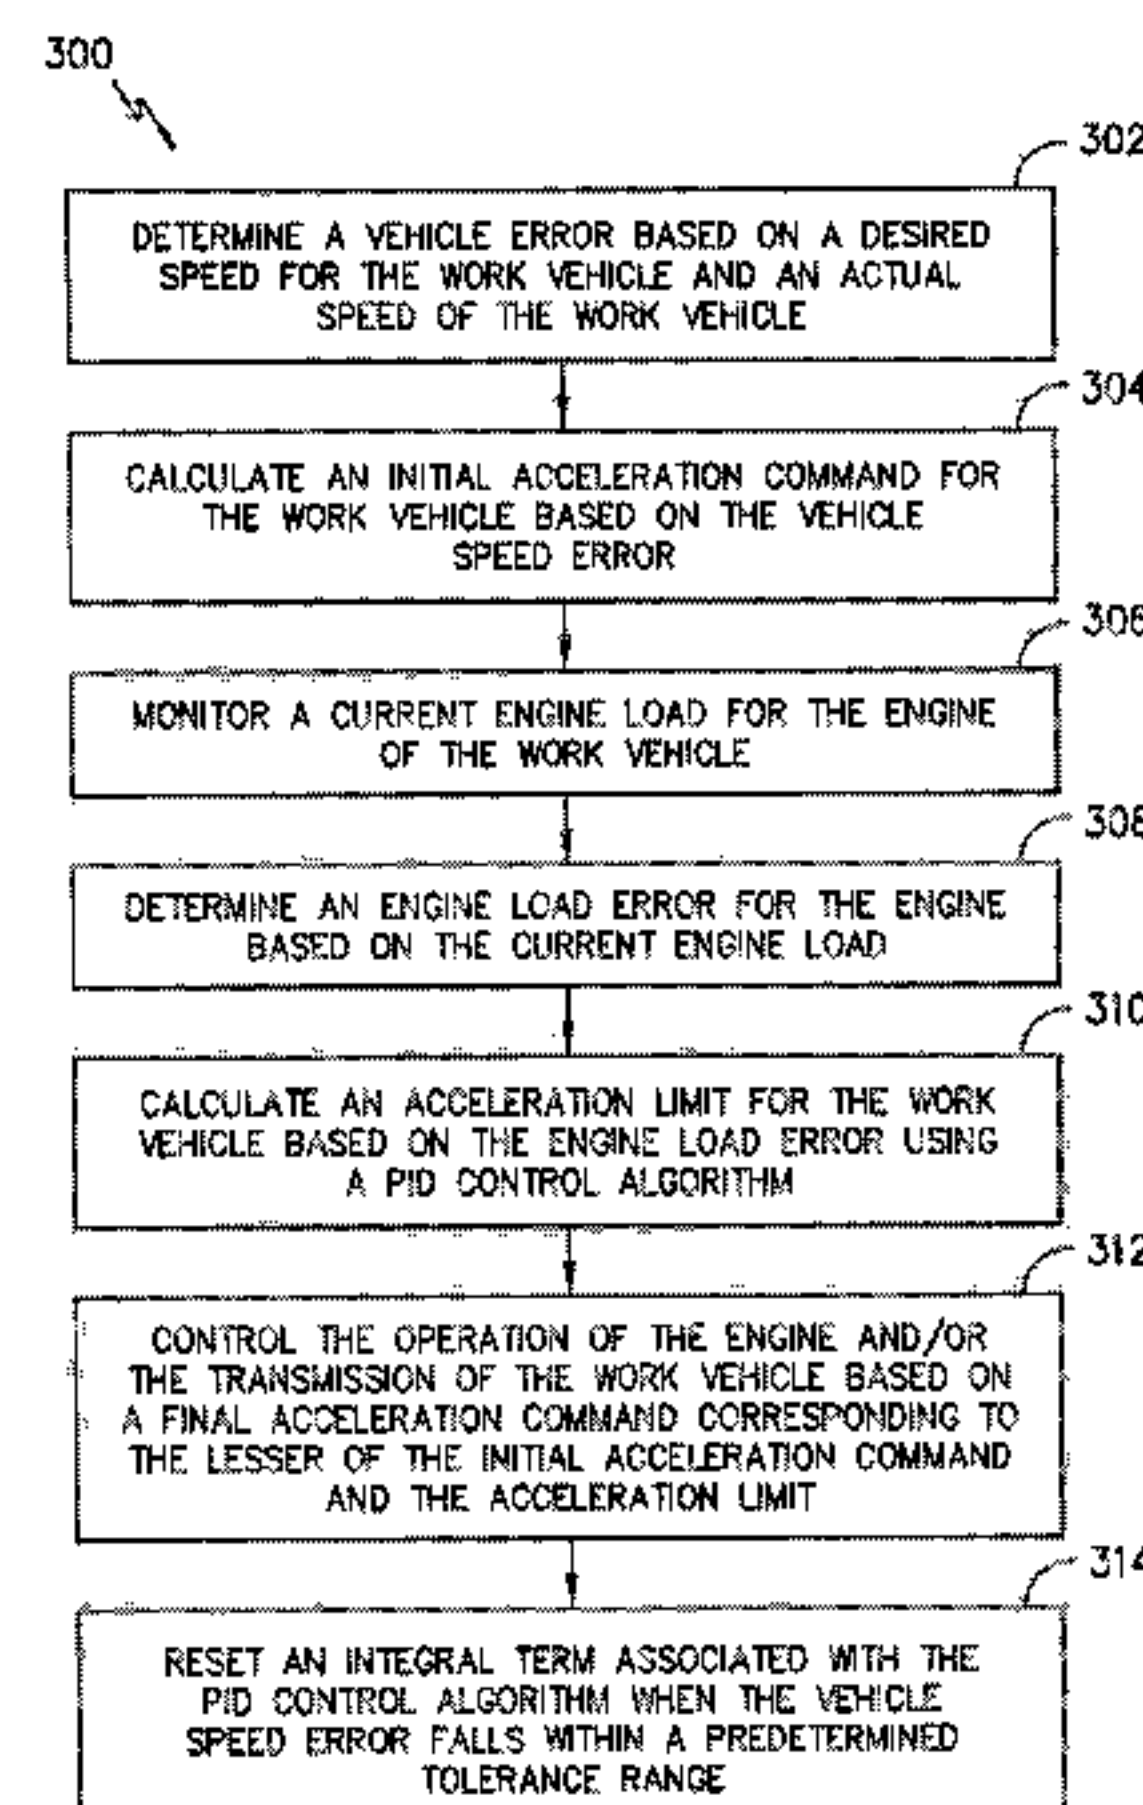 300
302
DETERMINE A VEHICLE ERROR BASED ON A DESIRED
SPEED FOR THE WORK VEHICLE AND AN ACTUAL
SPEED OF THE WORK VEHICLE
304
CALCULATE AN INITIAL ACCELERATION COMMAND FOR
THE WORK VEHICLE BASED ON THE VEHICLE
SPEED ERROR
306
MONITOR A CURRENT ENGINE LOAD FOR THE ENGINE
OF THE WORK VEHICLE
308
DETERMINE AN ENGINE LOAD ERROR FOR THE ENGINE
BASED ON THE CURRENT ENGINE LOAD
310
CALCULATE AN ACCELERATION LIMIT FOR THE WORK
VEHICLE BASED ON THE ENGINE LOAD ERROR USING
A PID CONTROL ALGORITHM
312
CONTROL THE OPERATION OF THE ENGINE AND/OR
THE TRANSMISSION OF THE WORK VEHICLE BASED ON
A FINAL ACCELERATION COMMAND CORRESPONDING TO
THE LESSER OF THE INITIAL ACCELERATION COMMAND
AND THE ACCELERATION LIMIT
314
RESET AN INTEGRAL TERM ASSOCIATED WITH THE
PID CONTROL ALGORITHM WHEN THE VEHICLE
SPEED ERROR FALLS WITHIN A PREDETERMINED
TOLERANCE RANGE